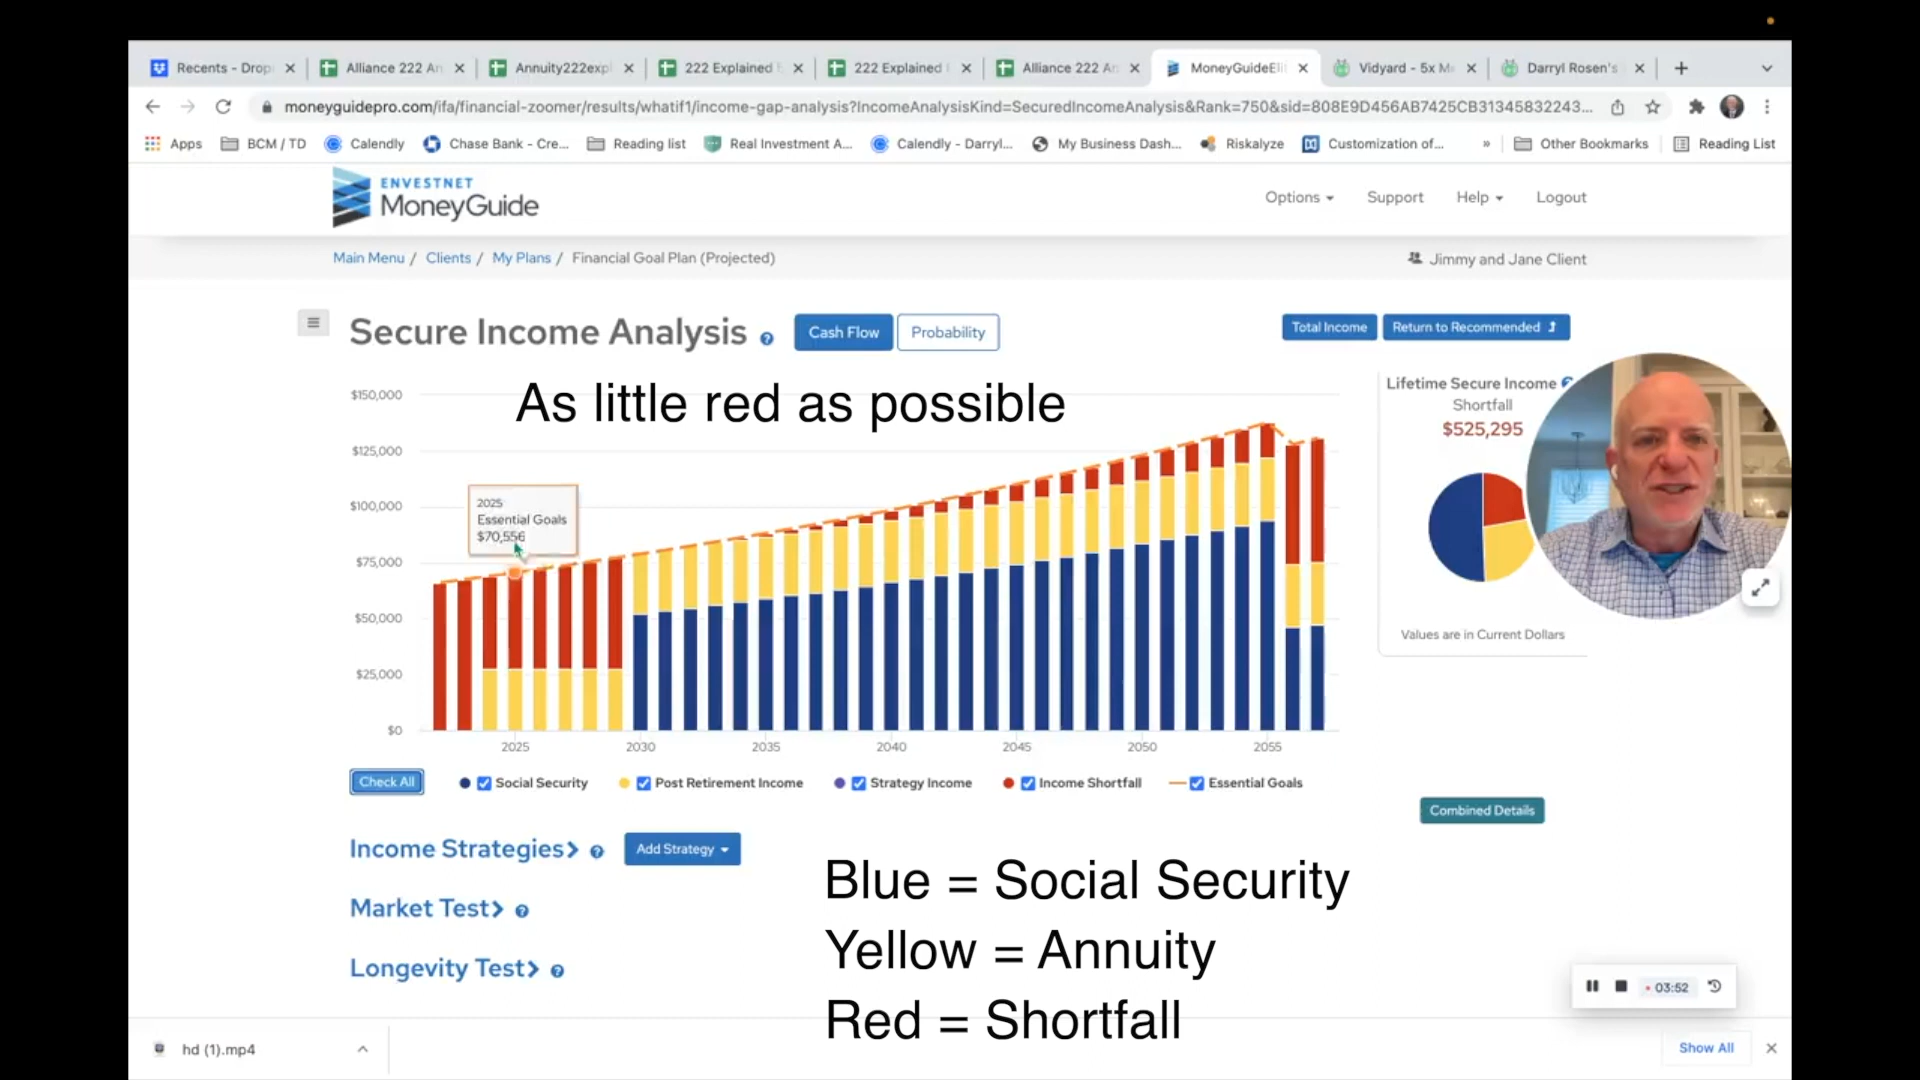 Recents - Drop
Alliance 222 An
Annuity222expl
222 Explained
222 Explained
Alliance 222 An
MoneyGuideEli
Vidyard - 5x M
Darryl Rosen's
moneyguidepro.com/ifa/financial-zoomer/results/whatif1/income-gap-analysis?IncomeAnalysisKind=SecuredIncomeAnalysis&Rank=750&sid=808E9D456AB7425CB31345832243...
Apps
BCM / TD
Calendly
Chase Bank - Cre...
Reading list
Real Investment A...
Calendly - Darryl...
My Business Dash...
Riskalyze
Customization of...
»
Other Bookmarks
Reading List
ENVESTNET
MoneyGuide
Options
Support
Help
Logout
Main Menu / Clients / My Plans / Financial Goal Plan (Projected)
Jimmy and Jane Client
Secure Income Analysis
Cash Flow
Probability
Total Income
Return to Recommended
As little red as possible
Lifetime Secure Income
Shortfall
$525,295
Values are in Current Dollars
$150,000
$125,000
$100,000
$75,000
$50,000
$25,000
$0
2025
Essential Goals
$70,556
2025 2030 2035 2040 2045 2050 2055
Check All
Social Security
Post Retirement Income
Strategy Income
Income Shortfall
Essential Goals
Combined Details
Income Strategies>
Add Strategy
Market Test>
Longevity Test>
Blue = Social Security
Yellow = Annuity
Red = Shortfall
03:52
hd (1).mp4
Show All